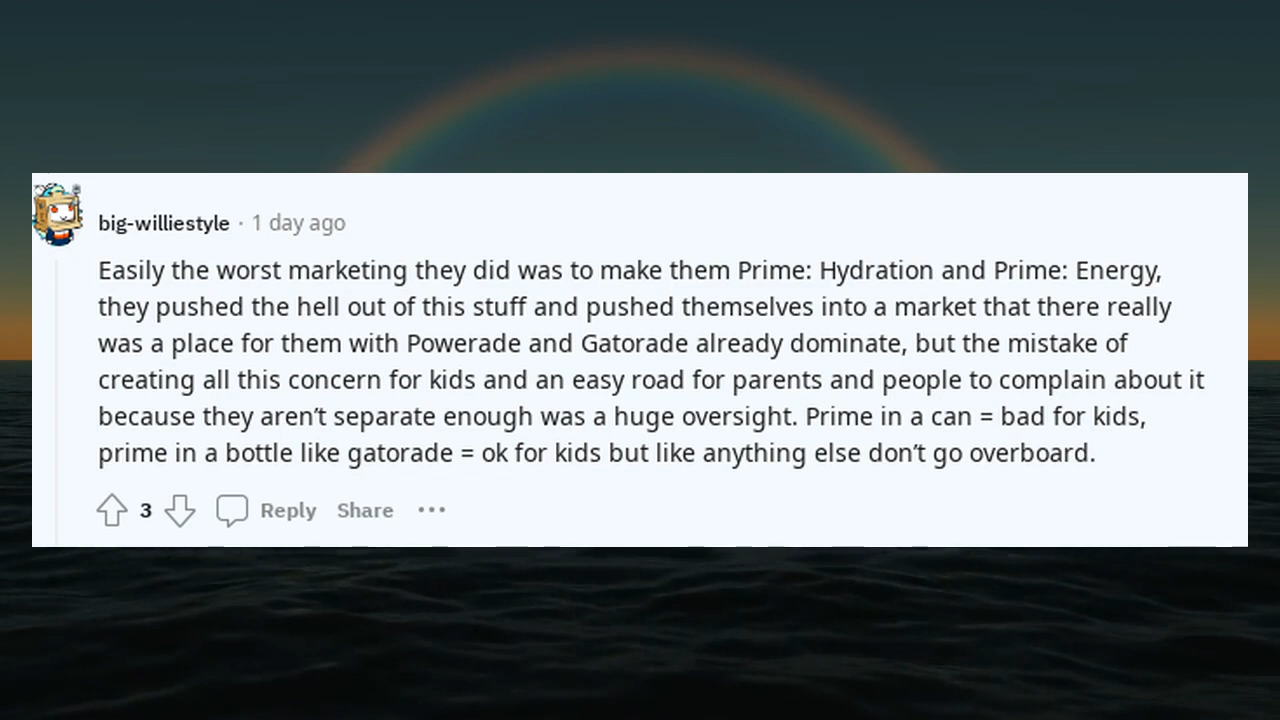 big-williestyle · 1 day ago
Easily the worst marketing they did was to make them Prime: Hydration and Prime: Energy,
they pushed the hell out of this stuff and pushed themselves into a market that there really
was a place for them with Powerade and Gatorade already dominate, but the mistake of
creating all this concern for kids and an easy road for parents and people to complain about it
because they aren’t separate enough was a huge oversight. Prime in a can = bad for kids,
prime in a bottle like gatorade = ok for kids but like anything else don’t go overboard.
3 Reply Share •••